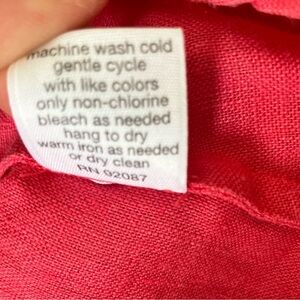 machine wash cold
gentle cycle
with like colors
only non-chlorine
bleach as needed
hang to dry
warm iron as needed
or dry clean
RN 92087